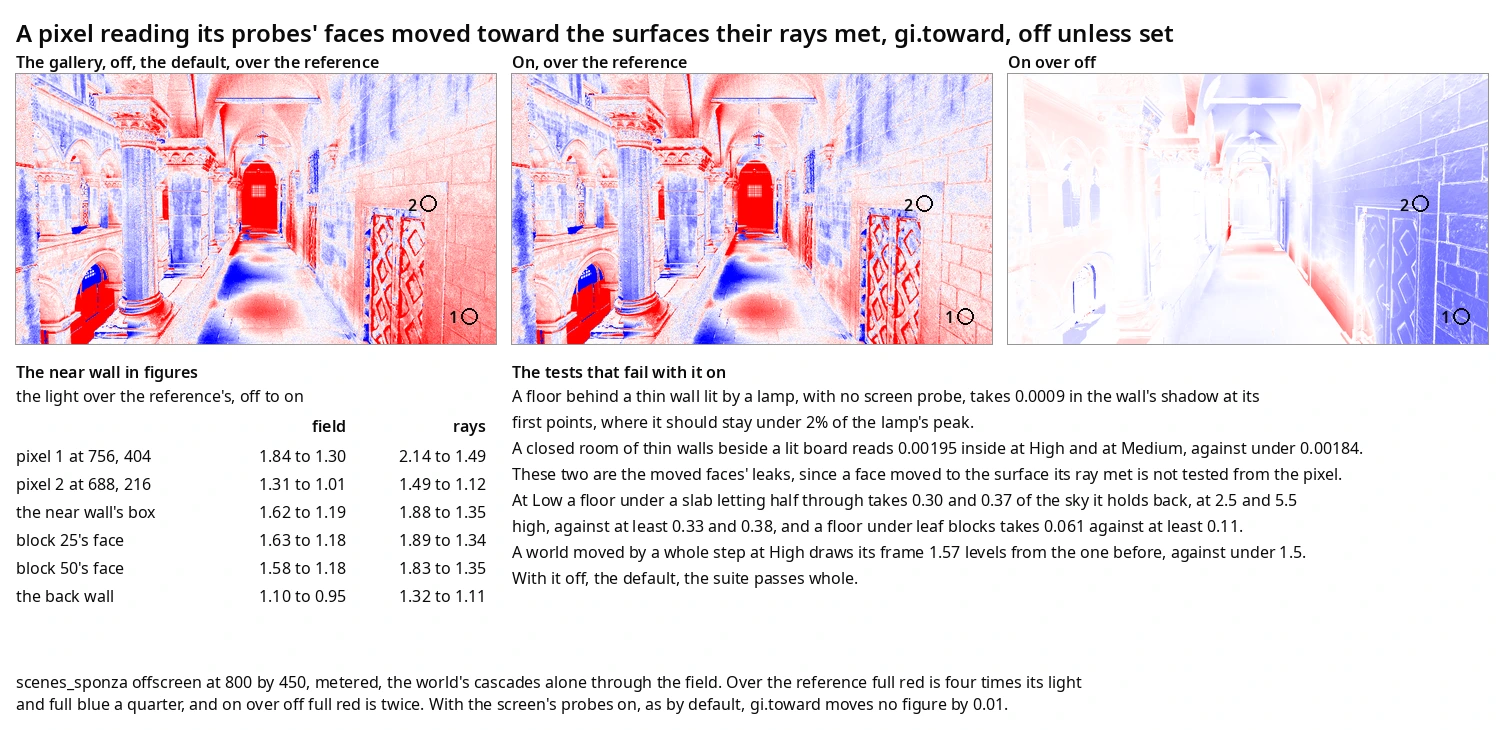 A pixel reading its probes' faces moved toward the surfaces their rays met, gi.toward, off unless set
The gallery, off, the default, over the reference
On, over the reference
On over off
2
1
2
1
2
1
The near wall in figures
the light over the reference's, off to on
field rays
pixel 1 at 756, 404 1.84 to 1.30 2.14 to 1.49
pixel 2 at 688, 216 1.31 to 1.01 1.49 to 1.12
the near wall's box 1.62 to 1.19 1.88 to 1.35
block 25's face 1.63 to 1.18 1.89 to 1.34
block 50's face 1.58 to 1.18 1.83 to 1.35
the back wall 1.10 to 0.95 1.32 to 1.11
The tests that fail with it on
A floor behind a thin wall lit by a lamp, with no screen probe, takes 0.0009 in the wall's shadow at its
first points, where it should stay under 2% of the lamp's peak.
A closed room of thin walls beside a lit board reads 0.00195 inside at High and at Medium, against under 0.00184.
These two are the moved faces' leaks, since a face moved to the surface its ray met is not tested from the pixel.
At Low a floor under a slab letting half through takes 0.30 and 0.37 of the sky it holds back, at 2.5 and 5.5
high, against at least 0.33 and 0.38, and a floor under leaf blocks takes 0.061 against at least 0.11.
A world moved by a whole step at High draws its frame 1.57 levels from the one before, against under 1.5.
With it off, the default, the suite passes whole.
scenes_sponza offscreen at 800 by 450, metered, the world's cascades alone through the field. Over the reference full red is four times its light
and full blue a quarter, and on over off full red is twice. With the screen's probes on, as by default, gi.toward moves no figure by 0.01.